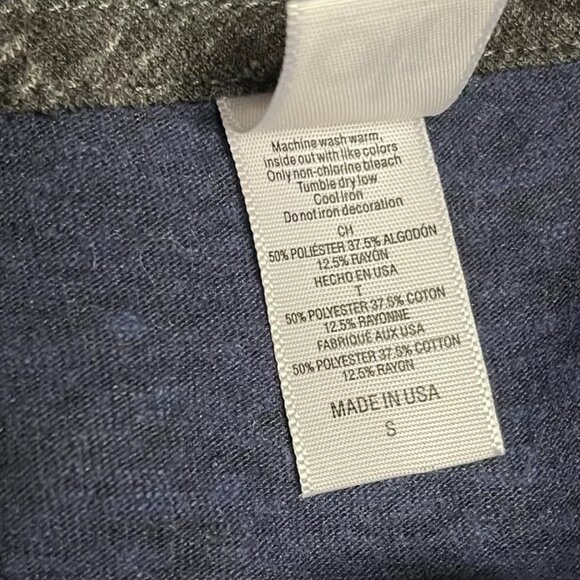 Machine wash warm,
inside out with like colors
Only non-chlorine bleach
Tumble dry low
Cool Iron
Do not iron decoration
CH
50% POLIÉSTER 37.5% ALGODÓN
12.5% RAYÓN
HECHO EN USA
T
50% POLYESTER 37.5% COTON
12.5% RAYONNE
FABRIQUÉ AUX USA
50% POLYESTER 37.5% COTTON
12.5% RAYON
MADE IN USA
S